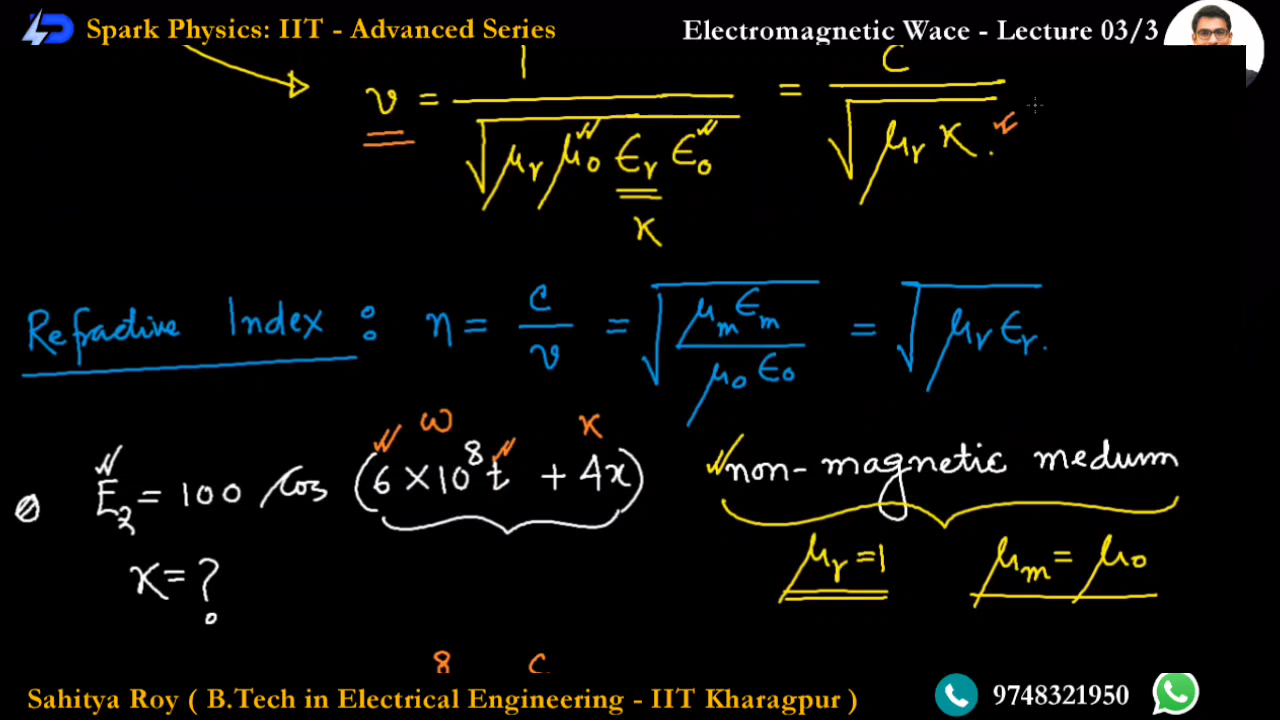 Spark Physics: IIT - Advanced Series
Electromagnetic Wace - Lecture 03/3
v = 1 / √(μr μ0 ϵr ϵ0) = C / √(μr K).
K
Refractive Index : η = c/v = √(μm ϵm / μ0 ϵ0) = √(μr ϵr).
ω K
E2 = 100 Cos (6 × 10^8 t + 4x) non-magnetic medum
μr = 1 μm = μ0
K = ?
8 C
Sahitya Roy ( B.Tech in Electrical Engineering - IIT Kharagpur )
9748321950